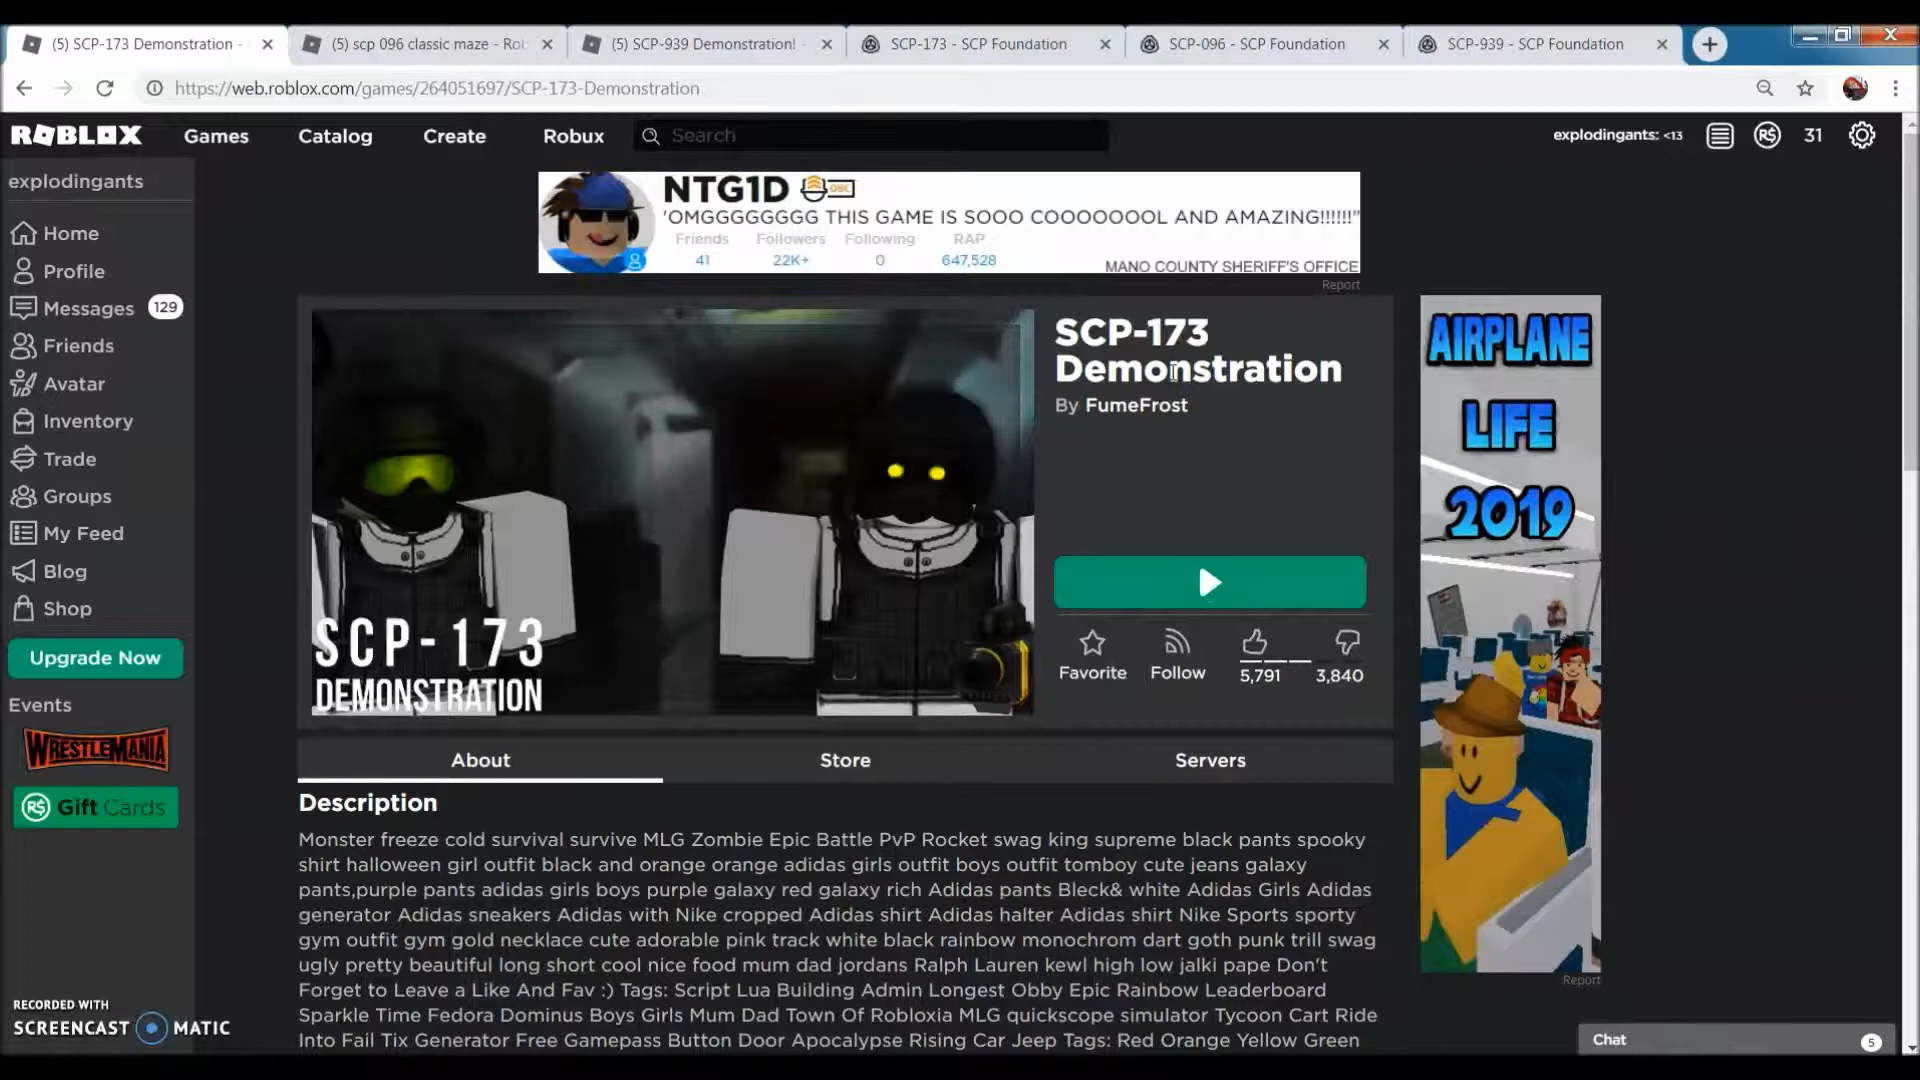 (5) SCP-173 Demonstration -
(5) scp 096 classic maze - Ro
(5) SCP-939 Demonstration! -
SCP-173 - SCP Foundation
SCP-096 - SCP Foundation
SCP-939 - SCP Foundation
https://web.roblox.com/games/264051697/SCP-173-Demonstration
ROBLOX
Games
Catalog
Create
Robux
Search
explodingants: <13
31
explodingants
Home
Profile
Messages 129
Friends
Avatar
Inventory
Trade
Groups
My Feed
Blog
Shop
Upgrade Now
Events
WRESTLEMANIA
Gift Cards
NTG1D OBC
'OMGGGGGGGG THIS GAME IS SOOO COOOOOOOL AND AMAZING!!!!!!"
Friends Followers Following RAP
41 22K+ 0 647,528
MANO COUNTY SHERIFF'S OFFICE
Report
SCP-173
DEMONSTRATION
SCP-173
Demonstration
By FumeFrost
Favorite
Follow
5,791
3,840
AIRPLANE
LIFE
2019
Report
About
Store
Servers
Description
Monster freeze cold survival survive MLG Zombie Epic Battle PvP Rocket swag king supreme black pants spooky
shirt halloween girl outfit black and orange orange adidas girls outfit boys outfit tomboy cute jeans galaxy
pants,purple pants adidas girls boys purple galaxy red galaxy rich Adidas pants Bleck& white Adidas Girls Adidas
generator Adidas sneakers Adidas with Nike cropped Adidas shirt Adidas halter Adidas shirt Nike Sports sporty
gym outfit gym gold necklace cute adorable pink track white black rainbow monochrom dart goth punk trill swag
ugly pretty beautiful long short cool nice food mum dad jordans Ralph Lauren kewl high low jalki pape Don't
Forget to Leave a Like And Fav :) Tags: Script Lua Building Admin Longest Obby Epic Rainbow Leaderboard
Sparkle Time Fedora Dominus Boys Girls Mum Dad Town Of Robloxia MLG quickscope simulator Tycoon Cart Ride
Into Fail Tix Generator Free Gamepass Button Door Apocalypse Rising Car Jeep Tags: Red Orange Yellow Green
RECORDED WITH
SCREENCAST MATIC
Chat 5